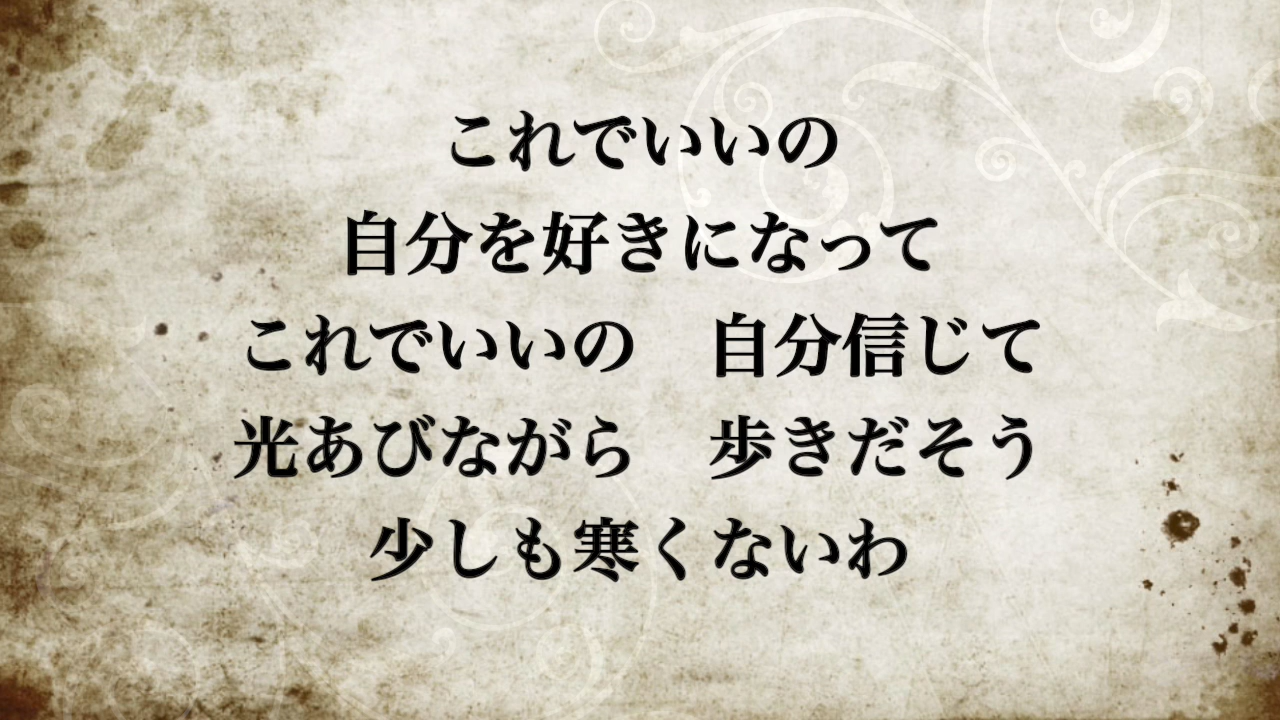 これでいいの
自分を好きになって
これでいいの　自分信じて
光あびながら　歩きだそう
少しも寒くないわ